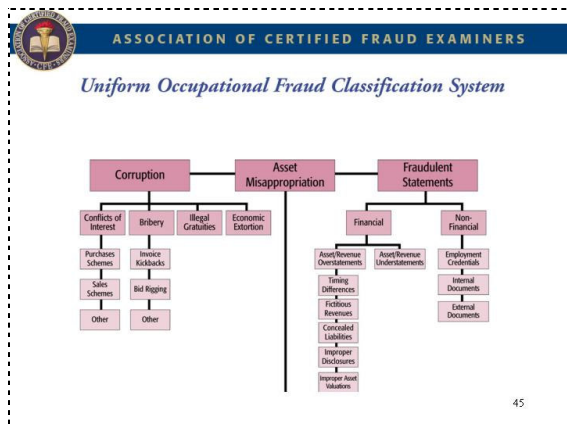 ASSOCIATION OF CERTIFIED FRAUD EXAMINERS
Uniform Occupational Fraud Classification System
Corruption
Asset
Misappropriation
Fraudulent
Statements
Conflicts of
Interest
Bribery
Illegal
Gratuities
Economic
Extortion
Financial
Non-
Financial
Purchases
Schemes
Invoice
Kickbacks
Asset/Revenue
Overstatements
Asset/Revenue
Understatements
Employment
Credentials
Sales
Schemes
Bid Rigging
Timing
Differences
Internal
Documents
Other
Other
Fictitious
Revenues
External
Documents
Concealed
Liabilities
Improper
Disclosures
Improper Asset
Valuations
45